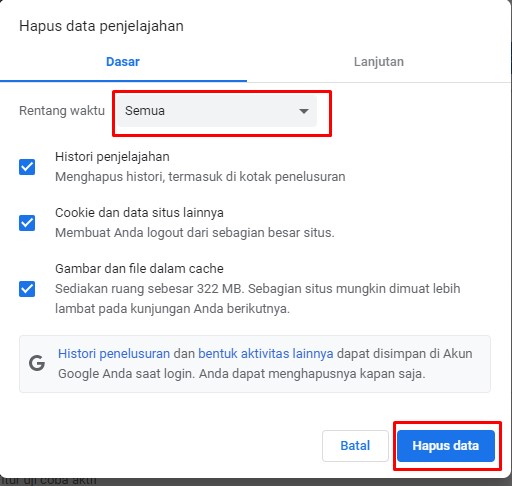 Hapus data penjelajahan
Dasar
Lanjutan
Rentang waktu
Semua
Histori penjelajahan
Menghapus histori, termasuk di kotak penelusuran
Cookie dan data situs lainnya
Membuat Anda logout dari sebagian besar situs.
Gambar dan file dalam cache
Sediakan ruang sebesar 322 MB. Sebagian situs mungkin dimuat lebih
lambat pada kunjungan Anda berikutnya.
G
Histori penelusuran dan bentuk aktivitas lainnya dapat disimpan di Akun
Google Anda saat login. Anda dapat menghapusnya kapan saja.
Batal
Hapus data
uji coba aktif